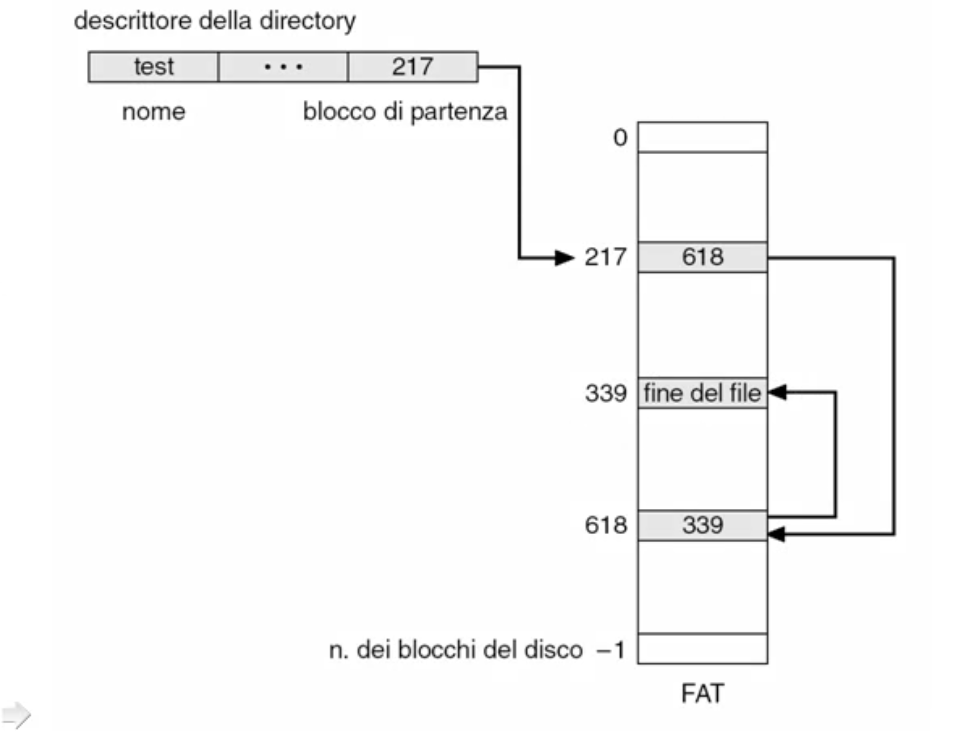 descrittore della directory
test ... 217
nome blocco di partenza
0
217 618
339 fine del file
618 339
n. dei blocchi del disco –1
FAT